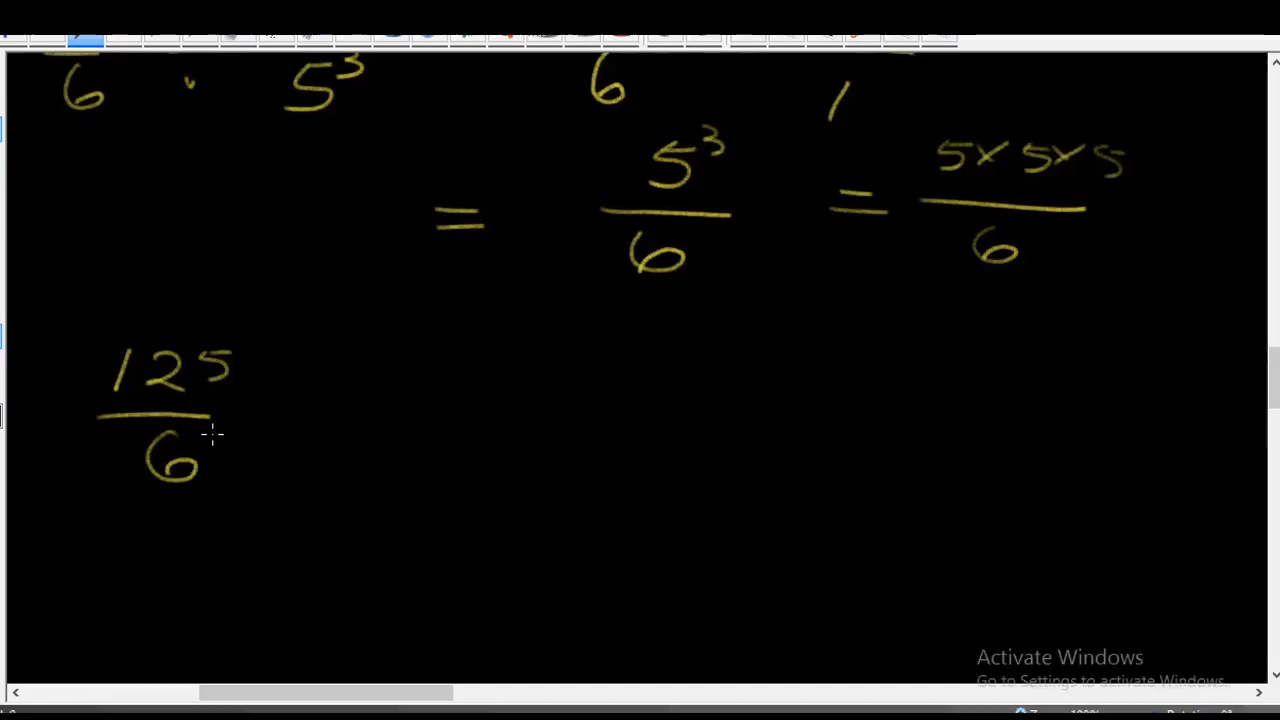 6 . 5³ 6 1
= 5³/6 = 5×5×5/6
125/6
Activate Windows
Go to Settings to activate Windows.